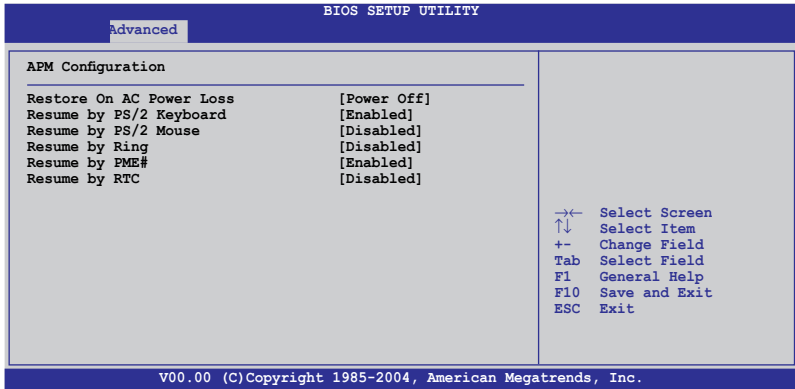 BIOS SETUP UTILITY
Advanced
APM Configuration
Restore On AC Power Loss [Power Off]
Resume by PS/2 Keyboard [Enabled]
Resume by PS/2 Mouse [Disabled]
Resume by Ring [Disabled]
Resume by PME# [Enabled]
Resume by RTC [Disabled]
→← Select Screen
↑↓ Select Item
+- Change Field
Tab Select Field
F1 General Help
F10 Save and Exit
ESC Exit
V00.00 (C)Copyright 1985-2004, American Megatrends, Inc.